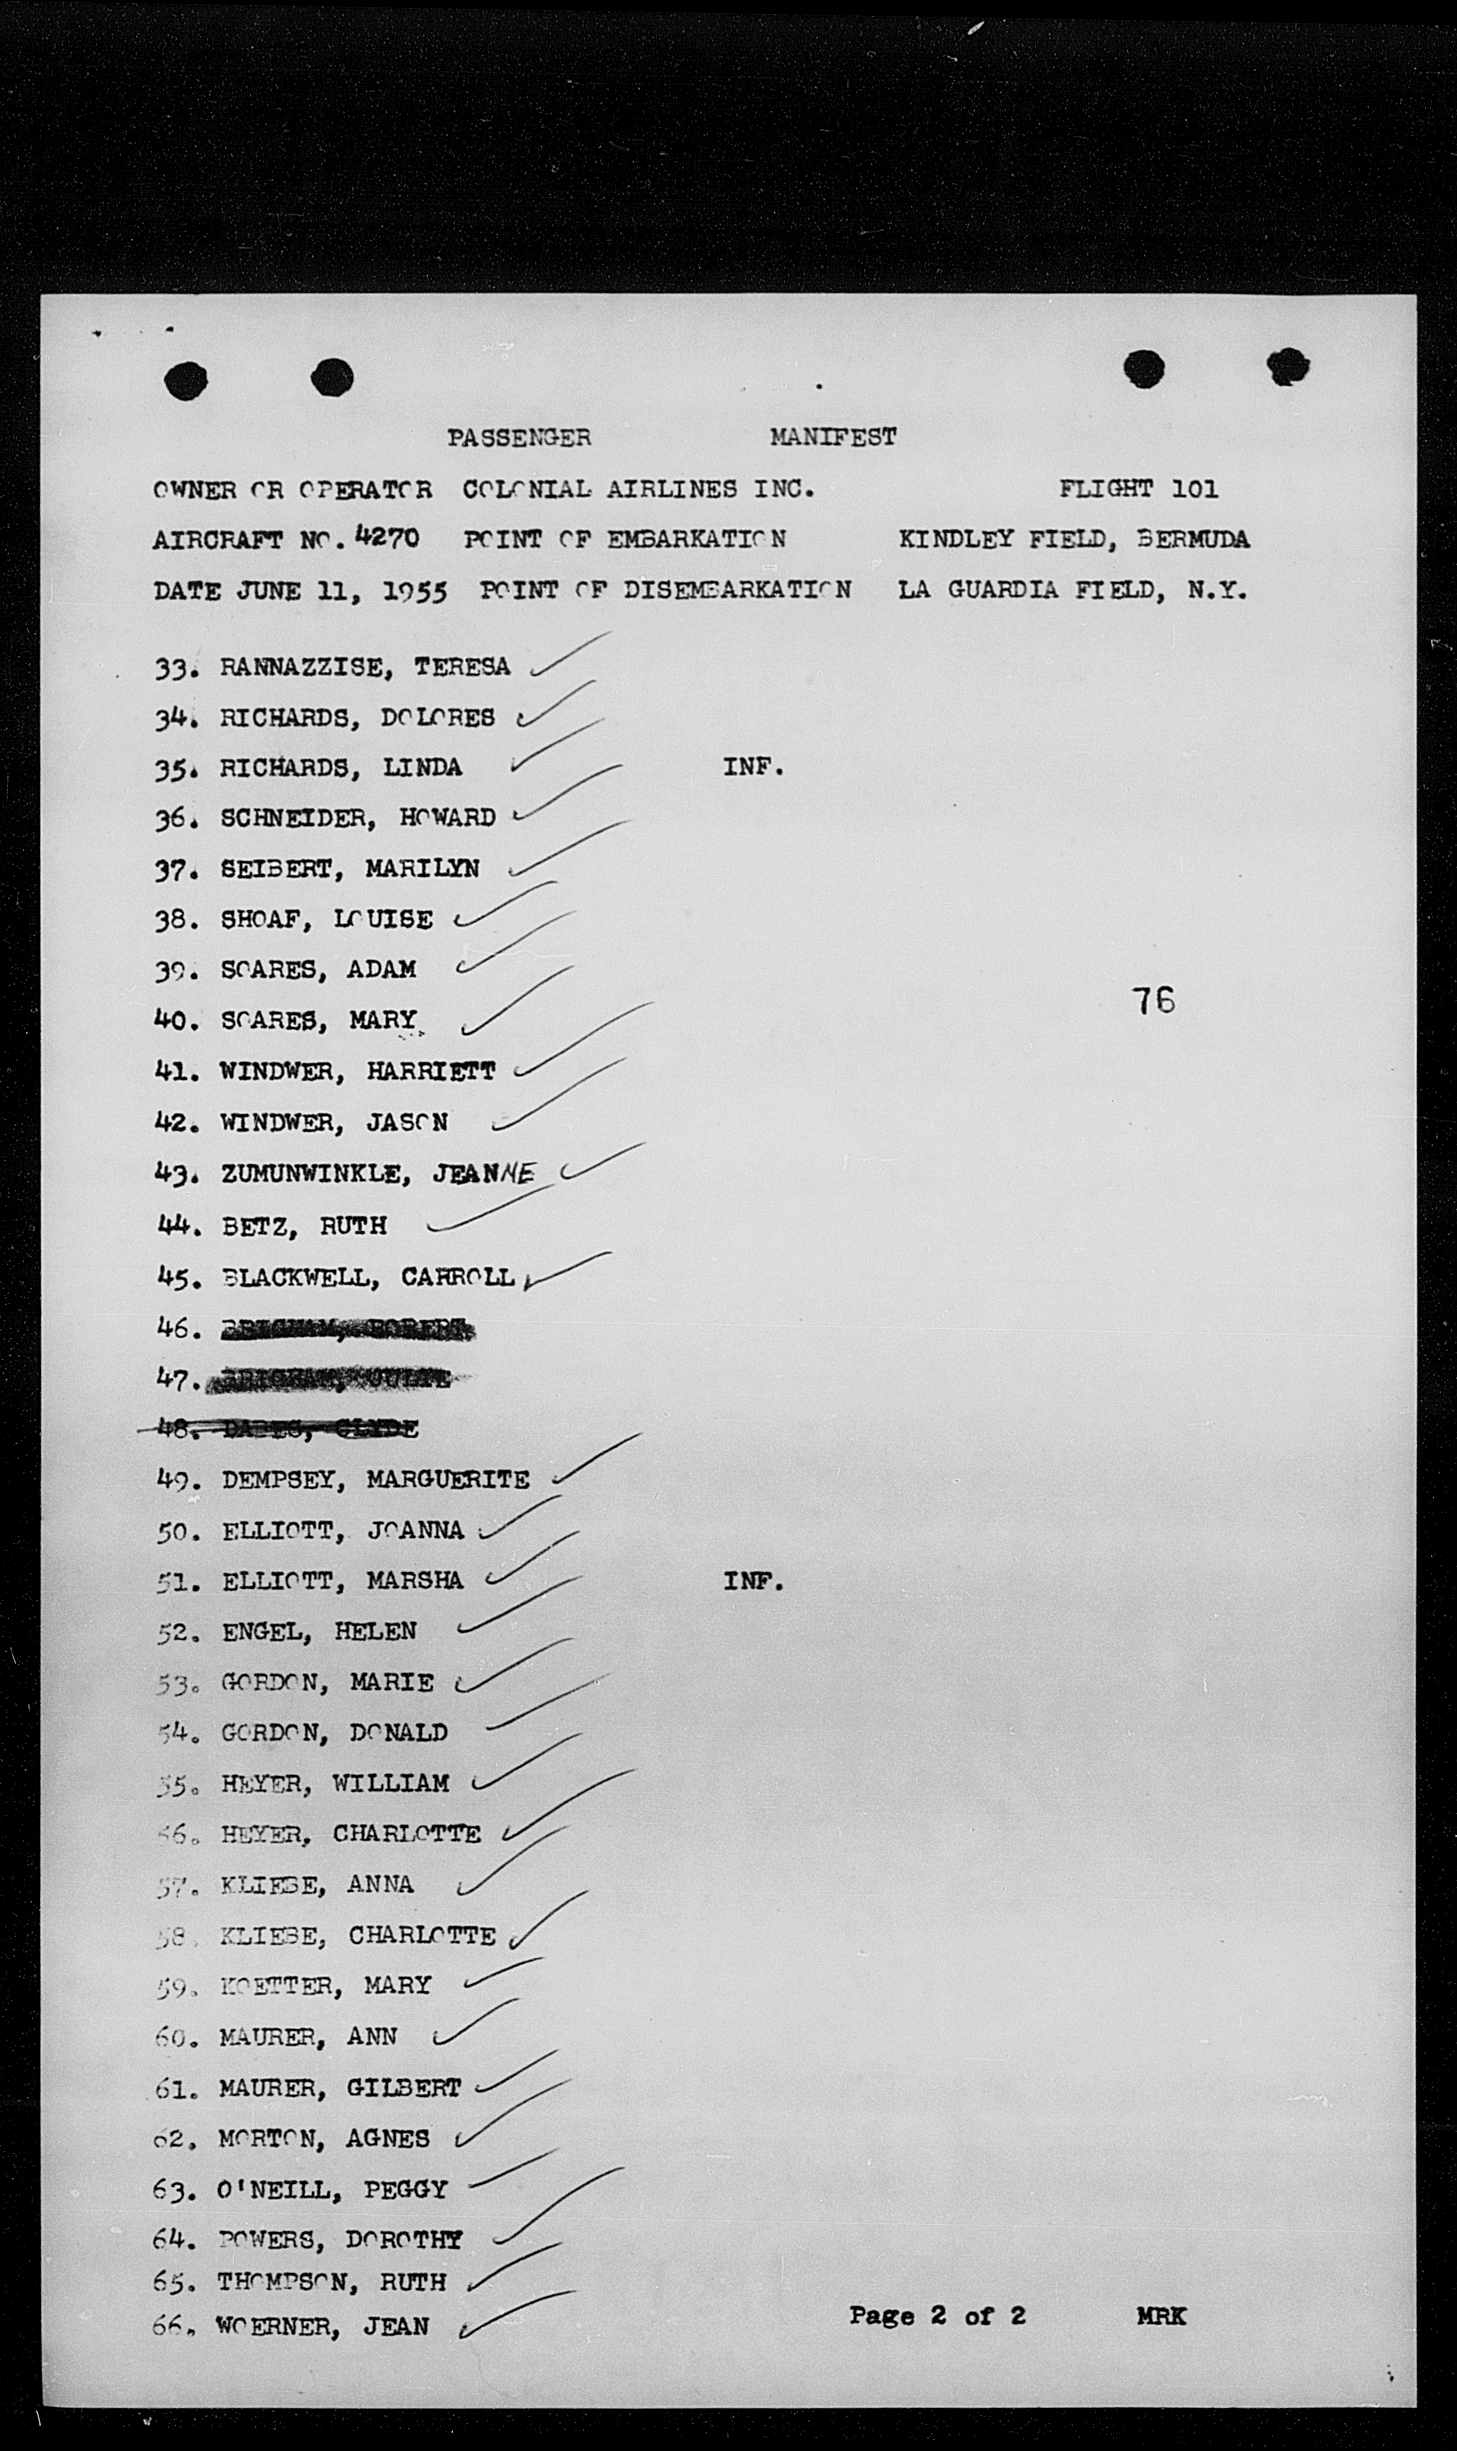 PASSENGER MANIFEST
OWNER OR OPERATOR COLONIAL AIRLINES INC. FLIGHT 101
AIRCRAFT NO. 4270 POINT OF EMBARKATION KINDLEY FIELD, BERMUDA
DATE JUNE 11, 1955 POINT OF DISEMBARKATION LA GUARDIA FIELD, N.Y.
33. RANNAZZISE, TERESA
34. RICHARDS, DOLORES
35. RICHARDS, LINDA INF.
36. SCHNEIDER, HOWARD
37. SEIBERT, MARILYN
38. SHOAF, LOUISE
39. SOARES, ADAM
76
40. SOARES, MARY
41. WINDWER, HARRIETT
42. WINDWER, JASON
43. ZUMUNWINKLE, JEANNE
44. BETZ, RUTH
45. BLACKWELL, CARROLL
46. BRIGHAM, ROBERT
47. BRIGHAM, JULIE
48. CLYDE
49. DEMPSEY, MARGUERITE
50. ELLIOTT, JOANNA
51. ELLIOTT, MARSHA INF.
52. ENGEL, HELEN
53. GORDON, MARIE
54. GORDON, DONALD
55. HEYER, WILLIAM
56. HEYER, CHARLOTTE
57. KLIEBE, ANNA
58. KLIEBE, CHARLOTTE
59. KOETTER, MARY
60. MAURER, ANN
61. MAURER, GILBERT
62. MORTON, AGNES
63. O'NEILL, PEGGY
64. POWERS, DOROTHY
65. THOMPSON, RUTH
66. WOERNER, JEAN
Page 2 of 2 MRK